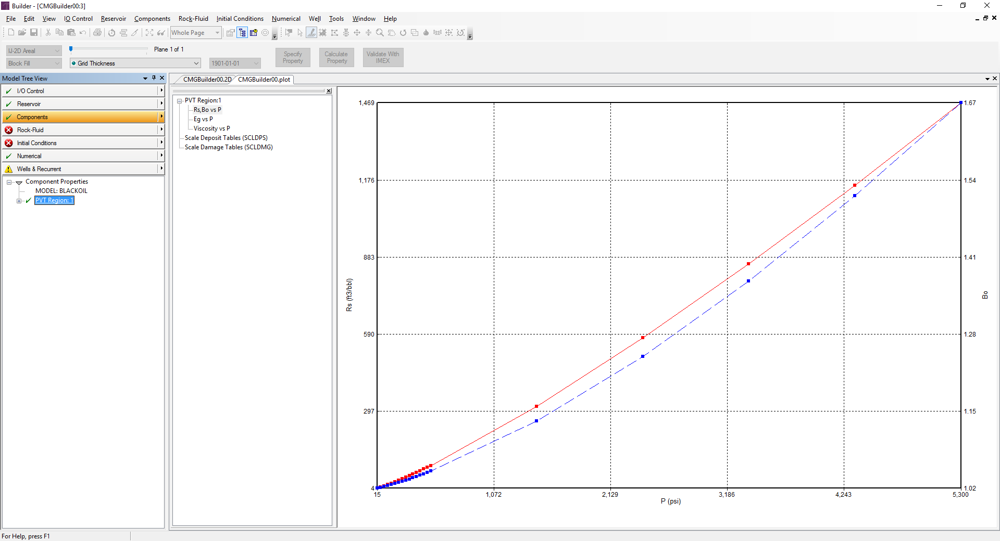 Builder - [CMGBuilder00:3]
File Edit View IO Control Reservoir Components Rock-Fluid Initial Conditions Numerical Well Tools Window Help
Whole Page
IJ-2D Areal Plane 1 of 1
Block Fill Grid Thickness 1901-01-01
Specify Property
Calculate Property
Validate With IMEX
Model Tree View
I/O Control
Reservoir
Components
Rock-Fluid
Initial Conditions
Numerical
Wells & Recurrent
Component Properties
MODEL: BLACKOIL
PVT Region: 1
CMGBuilder00.2D CMGBuilder00.plot
PVT Region:1
Rs,Bo vs P
Eg vs P
Viscosity vs P
Scale Deposit Tables (SCLDPS)
Scale Damage Tables (SCLDMG)
1,469 1.67
1,176 1.54
883 1.41
Rs (ft3/bbl) Bo
590 1.28
297 1.15
4 1.02
15 1,072 2,129 3,186 4,243 5,300
P (psi)
For Help, press F1